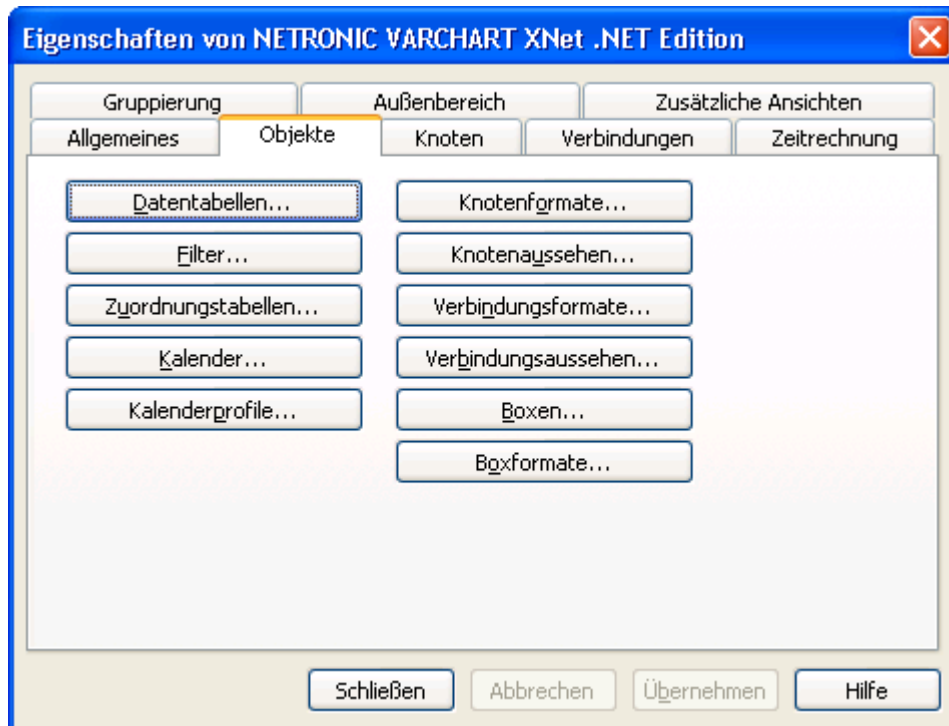 Eigenschaften von NETRONIC VARCHART XNet .NET Edition
Gruppierung Außenbereich Zusätzliche Ansichten
Allgemeines Objekte Knoten Verbindungen Zeitrechnung
Datentabellen... Knotenformate...
Filter... Knotenaussehen...
Zuordnungstabellen... Verbindungsformate...
Kalender... Verbindungsaussehen...
Kalenderprofile... Boxen...
Boxformate...
Schließen Abbrechen Übernehmen Hilfe